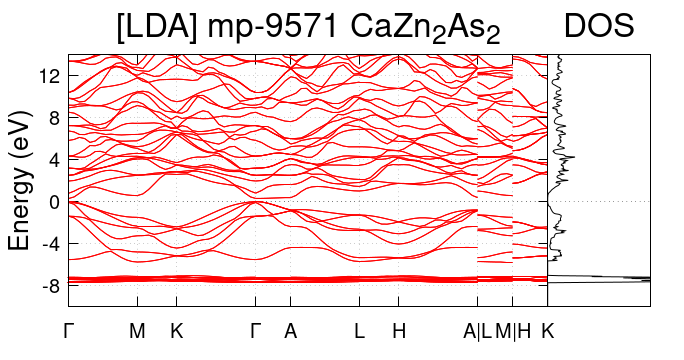 [LDA] mp-9571 CaZn₂As₂ DOS
Energy (eV)
12
8
4
0
-4
-8
Γ M K Γ A L H A|L M|H K